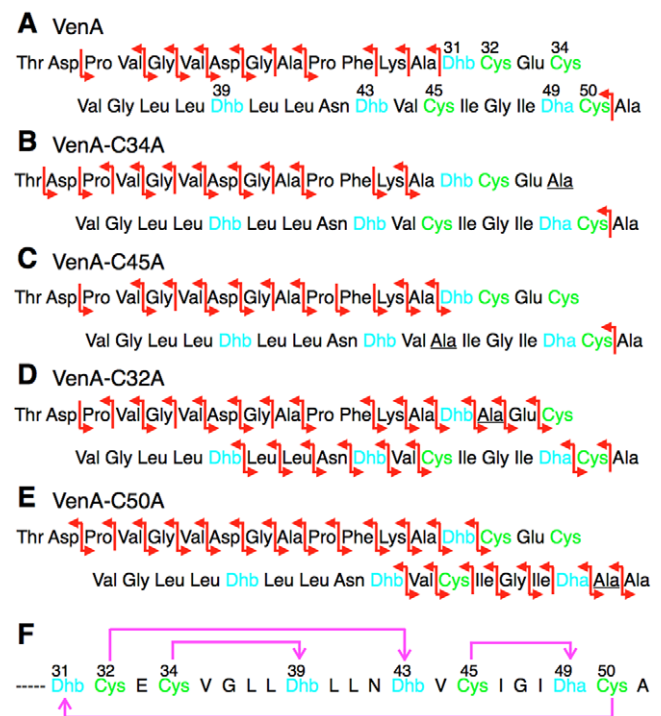 A VenA
31 32 34
Thr Asp Pro Val Gly Val Asp Gly Ala Pro Phe Lys Ala Dhb Cys Glu Cys
39 43 45 49 50
Val Gly Leu Leu Dhb Leu Leu Asn Dhb Val Cys Ile Gly Ile Dha Cys Ala
B VenA-C34A
Thr Asp Pro Val Gly Val Asp Gly Ala Pro Phe Lys Ala Dhb Cys Glu Ala
Val Gly Leu Leu Dhb Leu Leu Asn Dhb Val Cys Ile Gly Ile Dha Cys Ala
C VenA-C45A
Thr Asp Pro Val Gly Val Asp Gly Ala Pro Phe Lys Ala Dhb Cys Glu Cys
Val Gly Leu Leu Dhb Leu Leu Asn Dhb Val Ala Ile Gly Ile Dha Cys Ala
D VenA-C32A
Thr Asp Pro Val Gly Val Asp Gly Ala Pro Phe Lys Ala Dhb Ala Glu Cys
Val Gly Leu Leu Dhb Leu Leu Asn Dhb Val Cys Ile Gly Ile Dha Cys Ala
E VenA-C50A
Thr Asp Pro Val Gly Val Asp Gly Ala Pro Phe Lys Ala Dhb Cys Glu Cys
Val Gly Leu Leu Dhb Leu Leu Asn Dhb Val Cys Ile Gly Ile Dha Ala Ala
F
31 32 34 39 43 45 49 50
----- Dhb Cys E Cys V G L L Dhb L L N Dhb V Cys I G I Dha Cys A